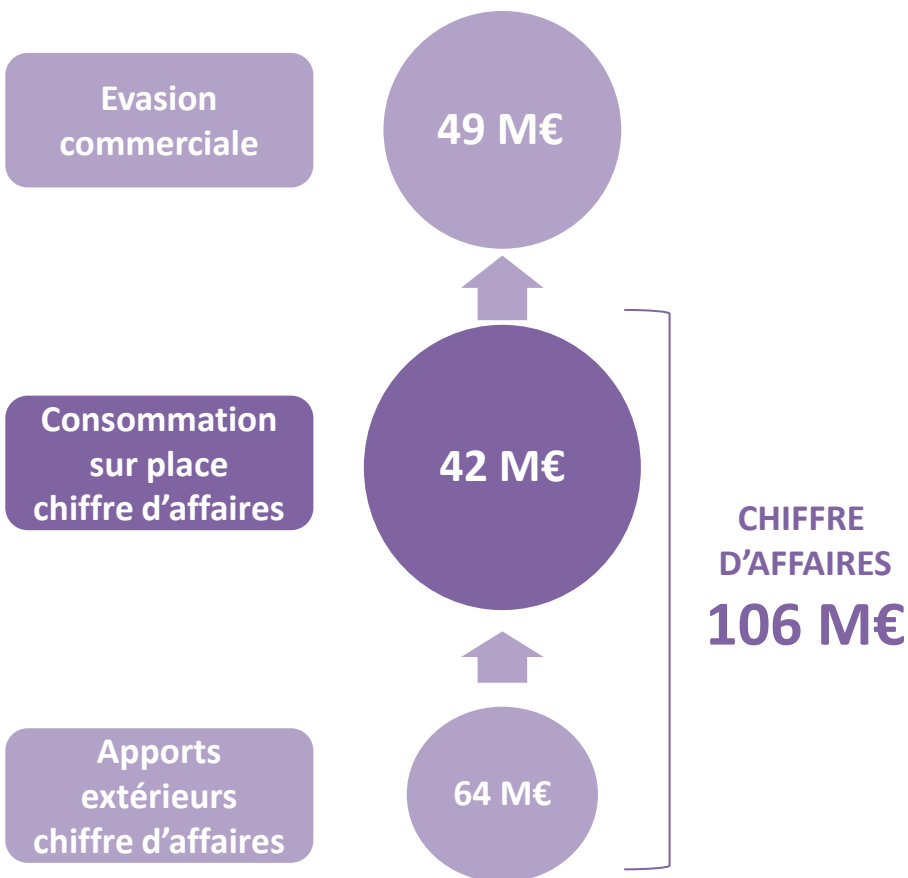 Evasion
commerciale
49 M€
Consommation
sur place
chiffre d’affaires
42 M€
CHIFFRE
D’AFFAIRES
106 M€
Apports
extérieurs
chiffre d’affaires
64 M€